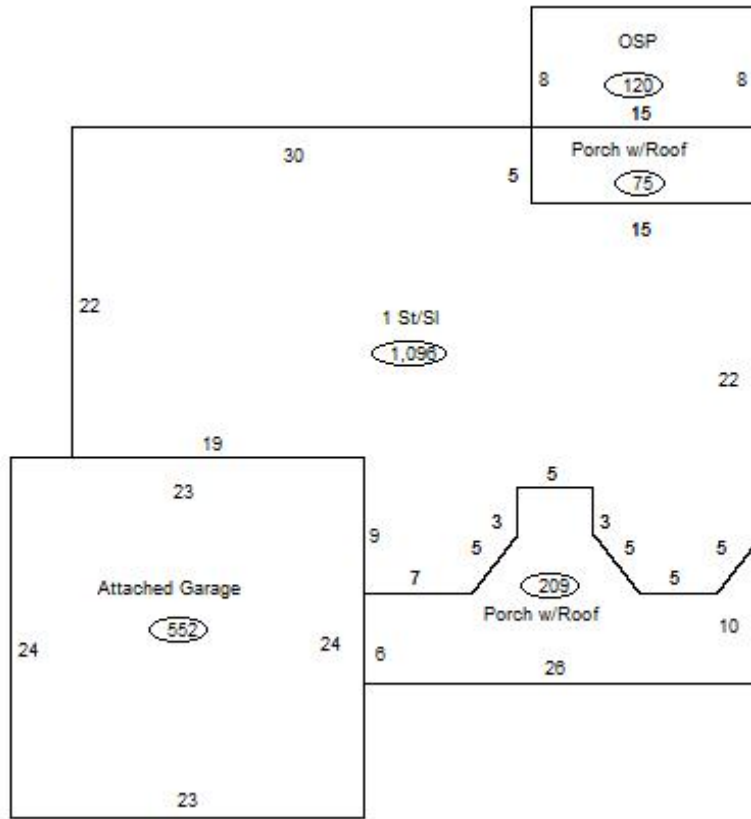 OSP
8 120 8
15
30 Porch w/Roof
5 75
15
22
1 St/Sl
1,096
22
19
23 5
3 3
9 5 5 5
7 5
Attached Garage 209
552 Porch w/Roof 10
24 24 6
26
23